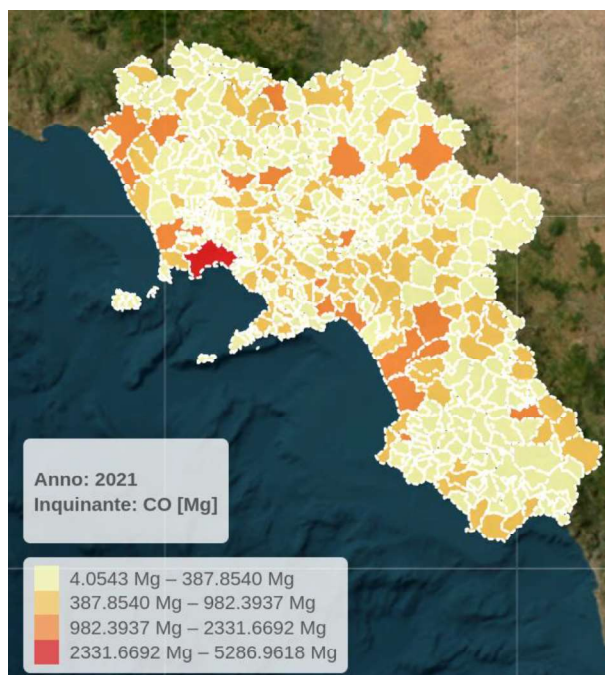 Anno: 2021
Inquinante: CO [Mg]
4.0543 Mg – 387.8540 Mg
387.8540 Mg – 982.3937 Mg
982.3937 Mg – 2331.6692 Mg
2331.6692 Mg – 5286.9618 Mg